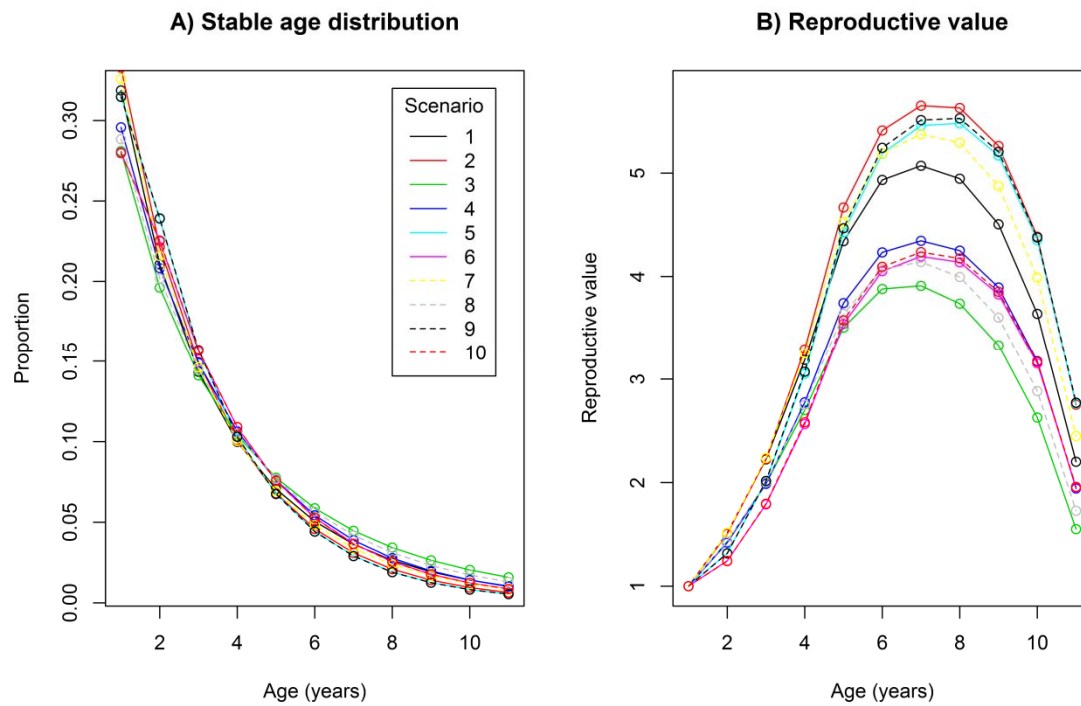 A) Stable age distribution
Proportion
0.00
0.05
0.10
0.15
0.20
0.25
0.30
Scenario
1
2
3
4
5
6
7
8
9
10
2 4 6 8 10
Age (years)
B) Reproductive value
Reproductive value
1
2
3
4
5
2 4 6 8 10
Age (years)